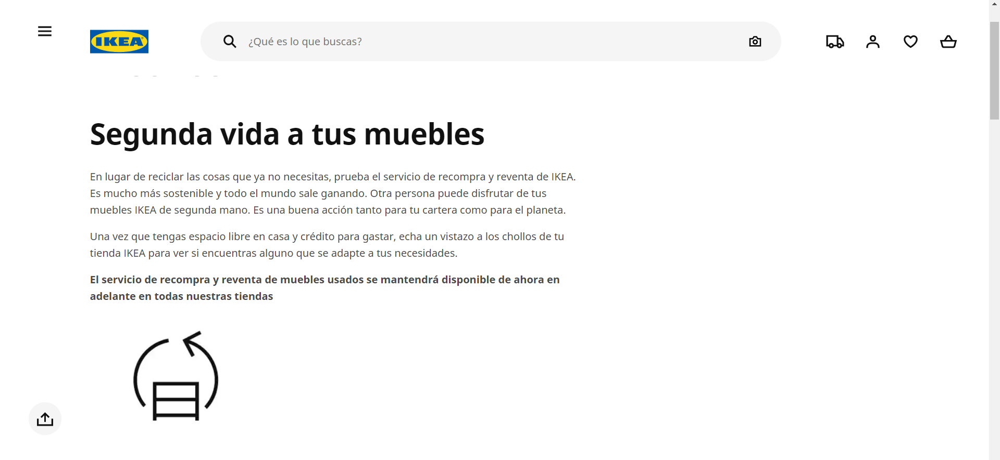 IKEA
¿Qué es lo que buscas?
Segunda vida a tus muebles
En lugar de reciclar las cosas que ya no necesitas, prueba el servicio de recompra y reventa de IKEA.
Es mucho más sostenible y todo el mundo sale ganando. Otra persona puede disfrutar de tus
muebles IKEA de segunda mano. Es una buena acción tanto para tu cartera como para el planeta.
Una vez que tengas espacio libre en casa y crédito para gastar, echa un vistazo a los chollos de tu
tienda IKEA para ver si encuentras alguno que se adapte a tus necesidades.
El servicio de recompra y reventa de muebles usados se mantendrá disponible de ahora en
adelante en todas nuestras tiendas